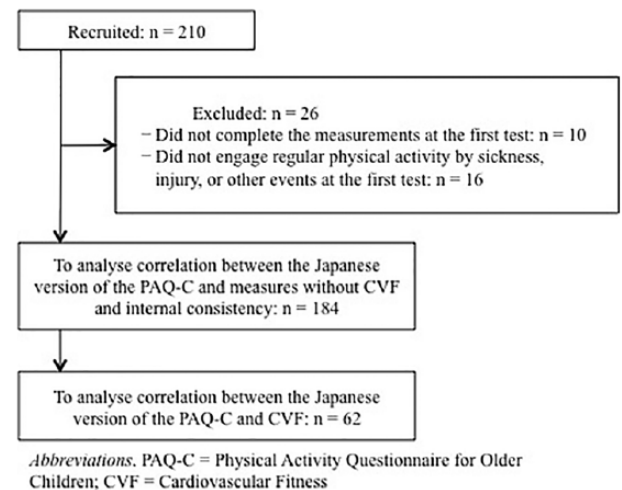 Recruited: n = 210
Excluded: n = 26
− Did not complete the measurements at the first test: n = 10
− Did not engage regular physical activity by sickness,
injury, or other events at the first test: n = 16
To analyse correlation between the Japanese
version of the PAQ-C and measures without CVF
and internal consistency: n = 184
To analyse correlation between the Japanese
version of the PAQ-C and CVF: n = 62
Abbreviations. PAQ-C = Physical Activity Questionnaire for Older
Children; CVF = Cardiovascular Fitness